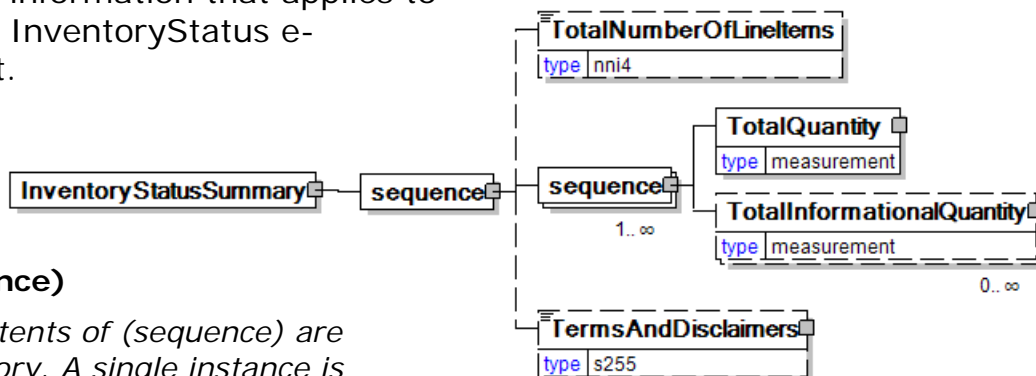 information that applies to
InventoryStatus e-
t.
nce)
tents of (sequence) are
ory. A single instance is
InventoryStatusSummary
sequence
TotalNumberOfLineItems
type nni4
sequence
1.. ∞
TotalQuantity
type measurement
TotalInformationalQuantity
type measurement
0.. ∞
TermsAndDisclaimers
type s255